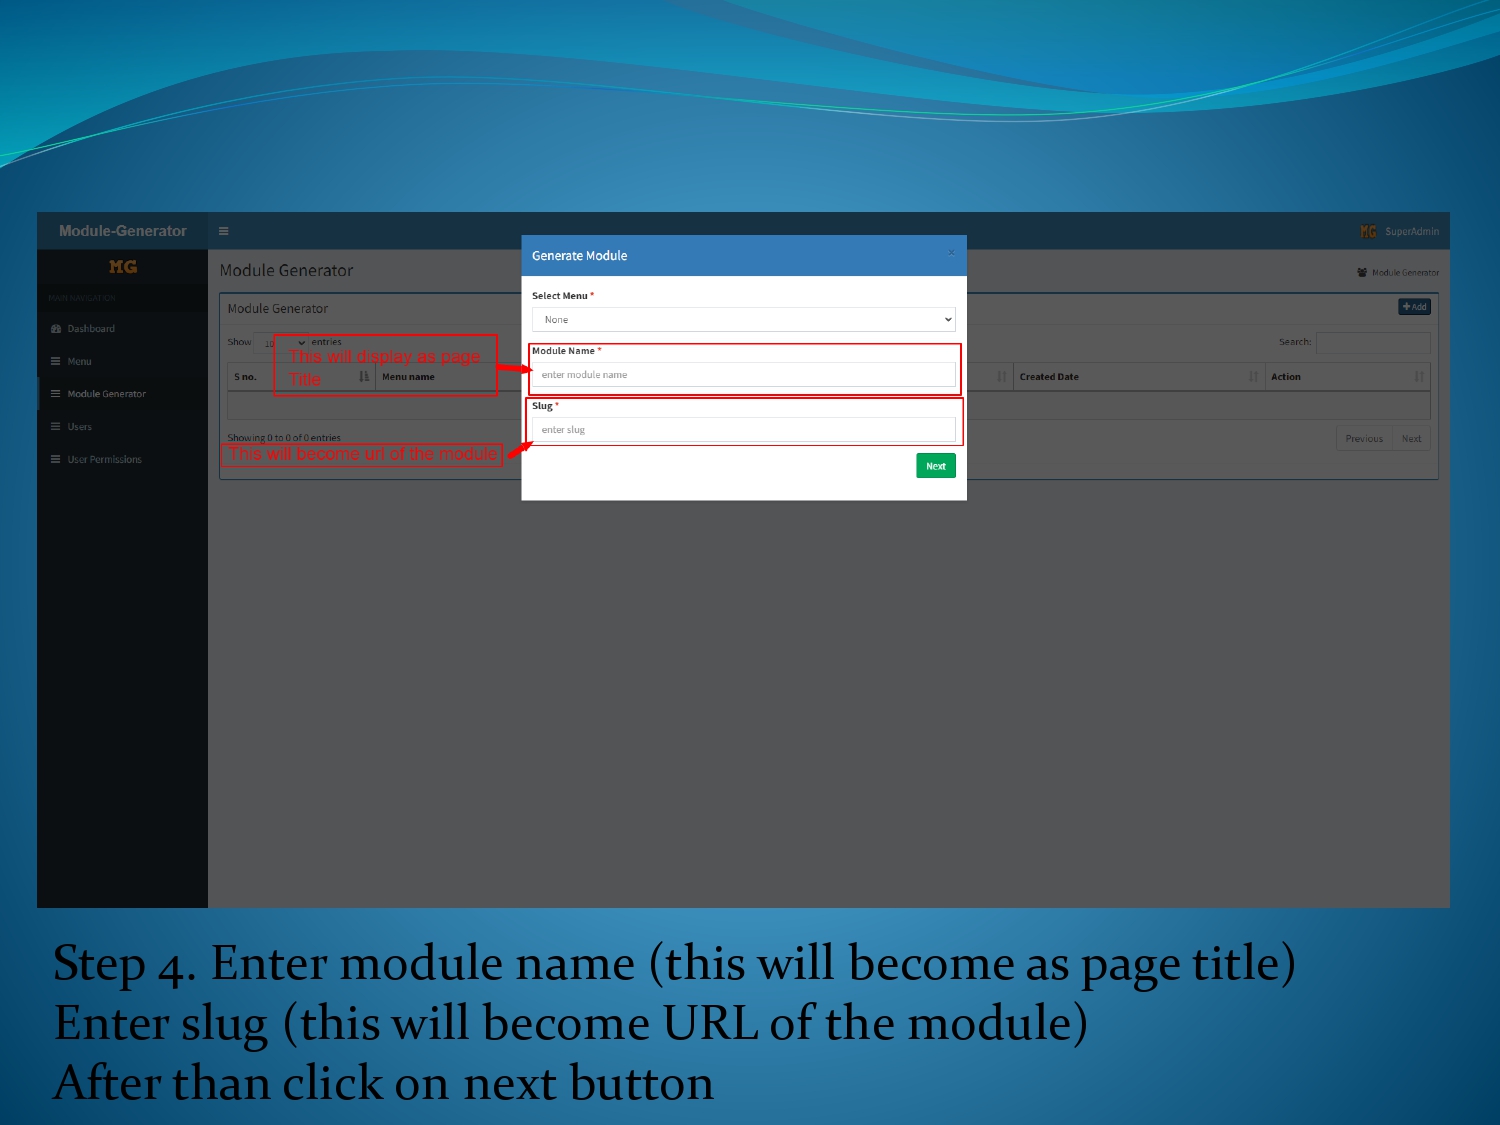 Module-Generator
MG SuperAdmin
MG
Module Generator
Module Generator
MAIN NAVIGATION
Dashboard
Menu
Module Generator
Users
User Permissions
Module Generator
+ Add
Show 10 entries
Search:
S no.
Menu name
Created Date
Action
Showing 0 to 0 of 0 entries
Previous Next
This will display as page
Title
This will become url of the module
Generate Module ×
Select Menu *
None
Module Name *
enter module name
Slug *
enter slug
Next
Step 4. Enter module name (this will become as page title)
Enter slug (this will become URL of the module)
After than click on next button